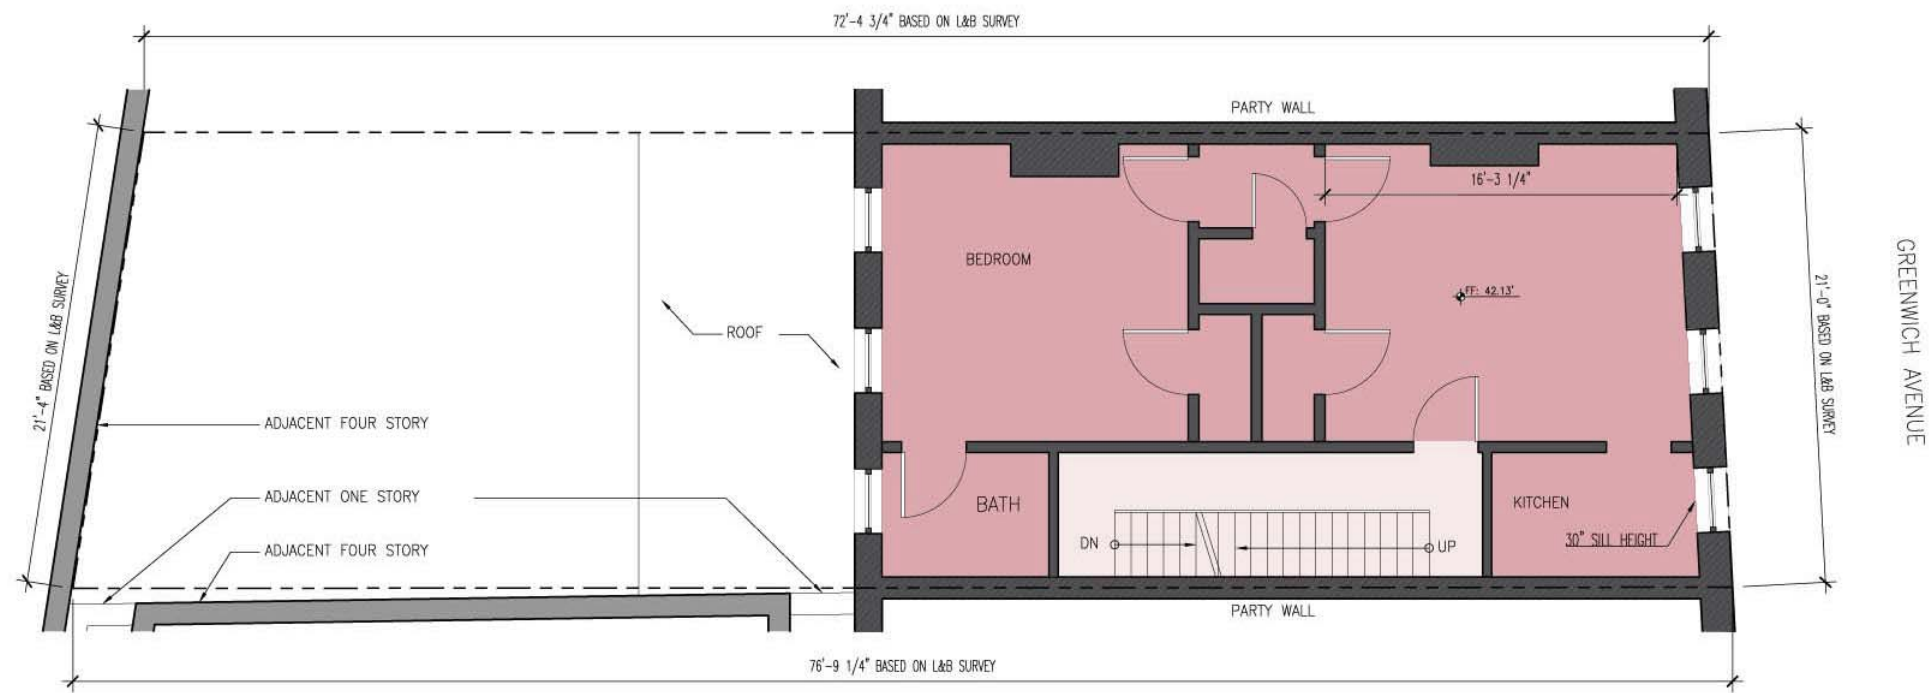 72'-4 3/4" BASED ON L&B SURVEY
PARTY WALL
16'-3 1/4"
BEDROOM
FF: 42.13'
21'-4" BASED ON L&B SURVEY
ROOF
21'-0" BASED ON L&B SURVEY
GREENWICH AVENUE
ADJACENT FOUR STORY
ADJACENT ONE STORY
BATH
KITCHEN
DN
UP
30" SILL HEIGHT
ADJACENT FOUR STORY
PARTY WALL
76'-9 1/4" BASED ON L&B SURVEY